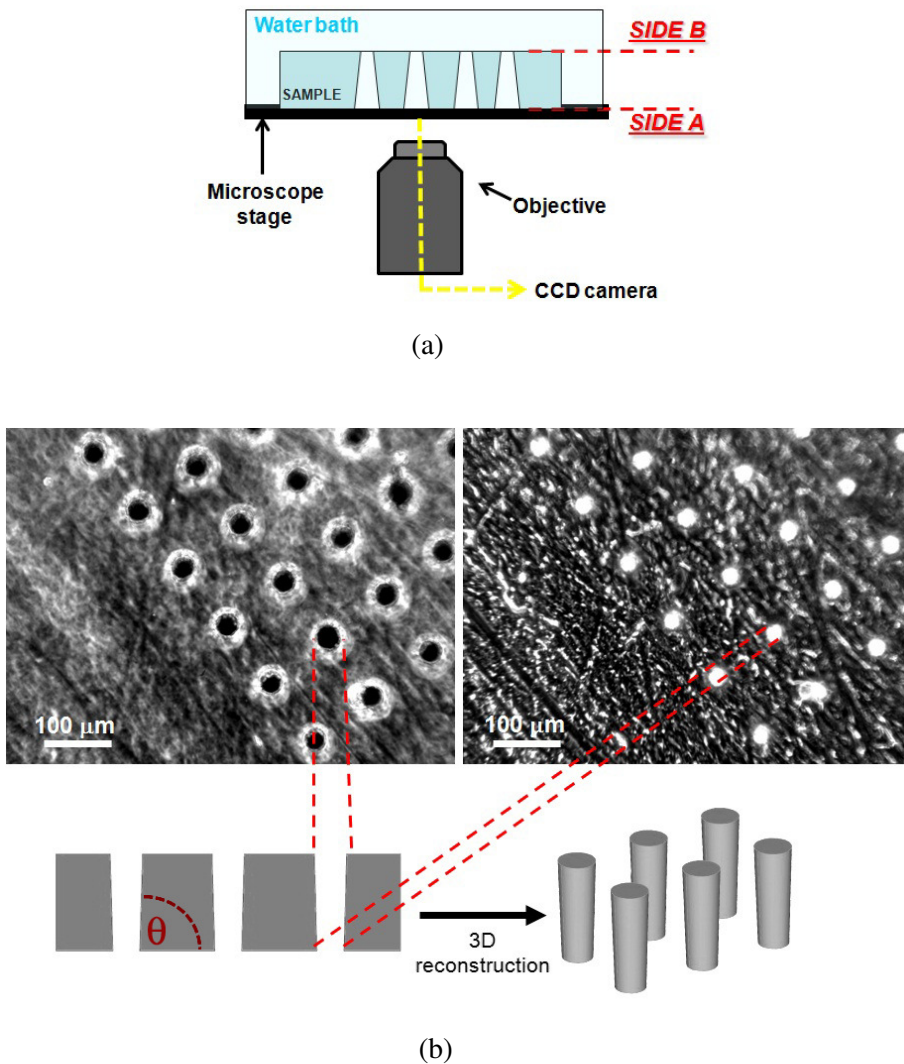 Water bath
SIDE B
SAMPLE
SIDE A
Microscope
stage
Objective
CCD camera
(a)
100 μm
100 μm
θ
3D
reconstruction
(b)